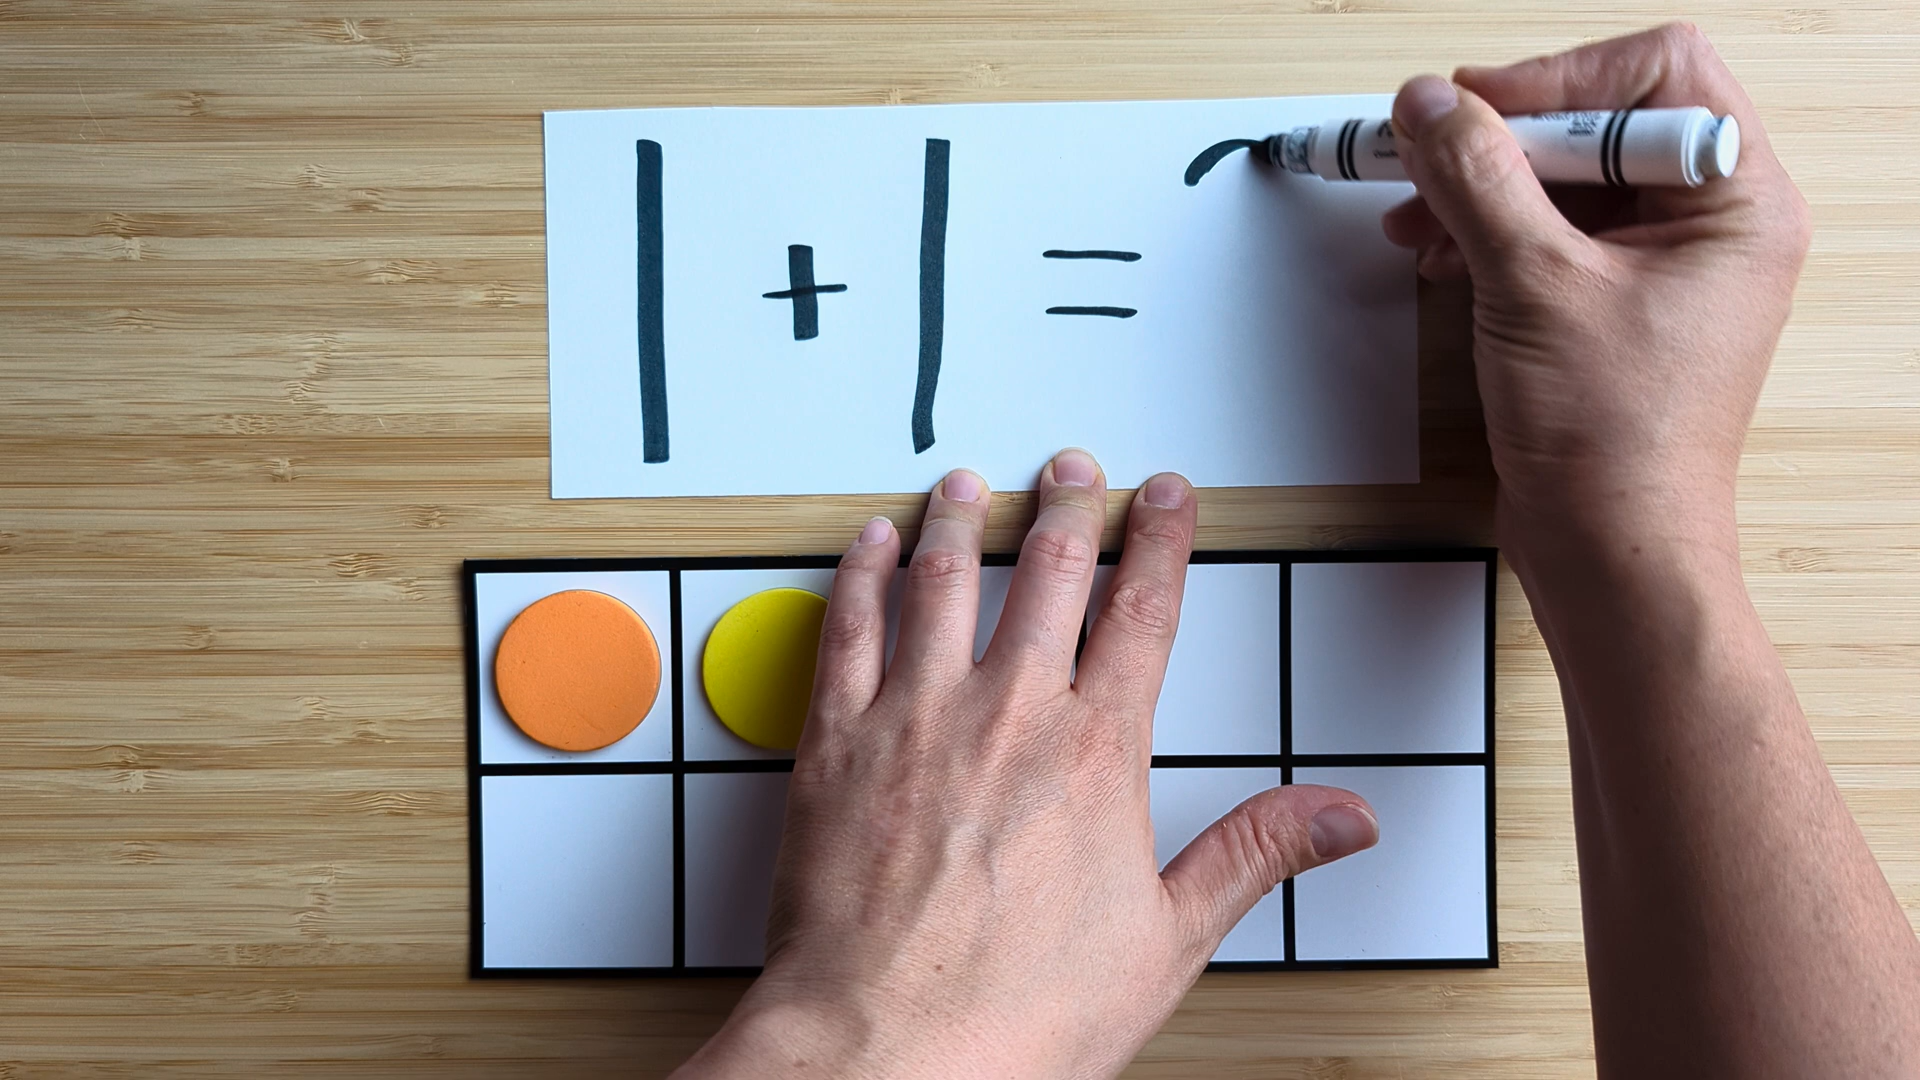 1 + 1 =